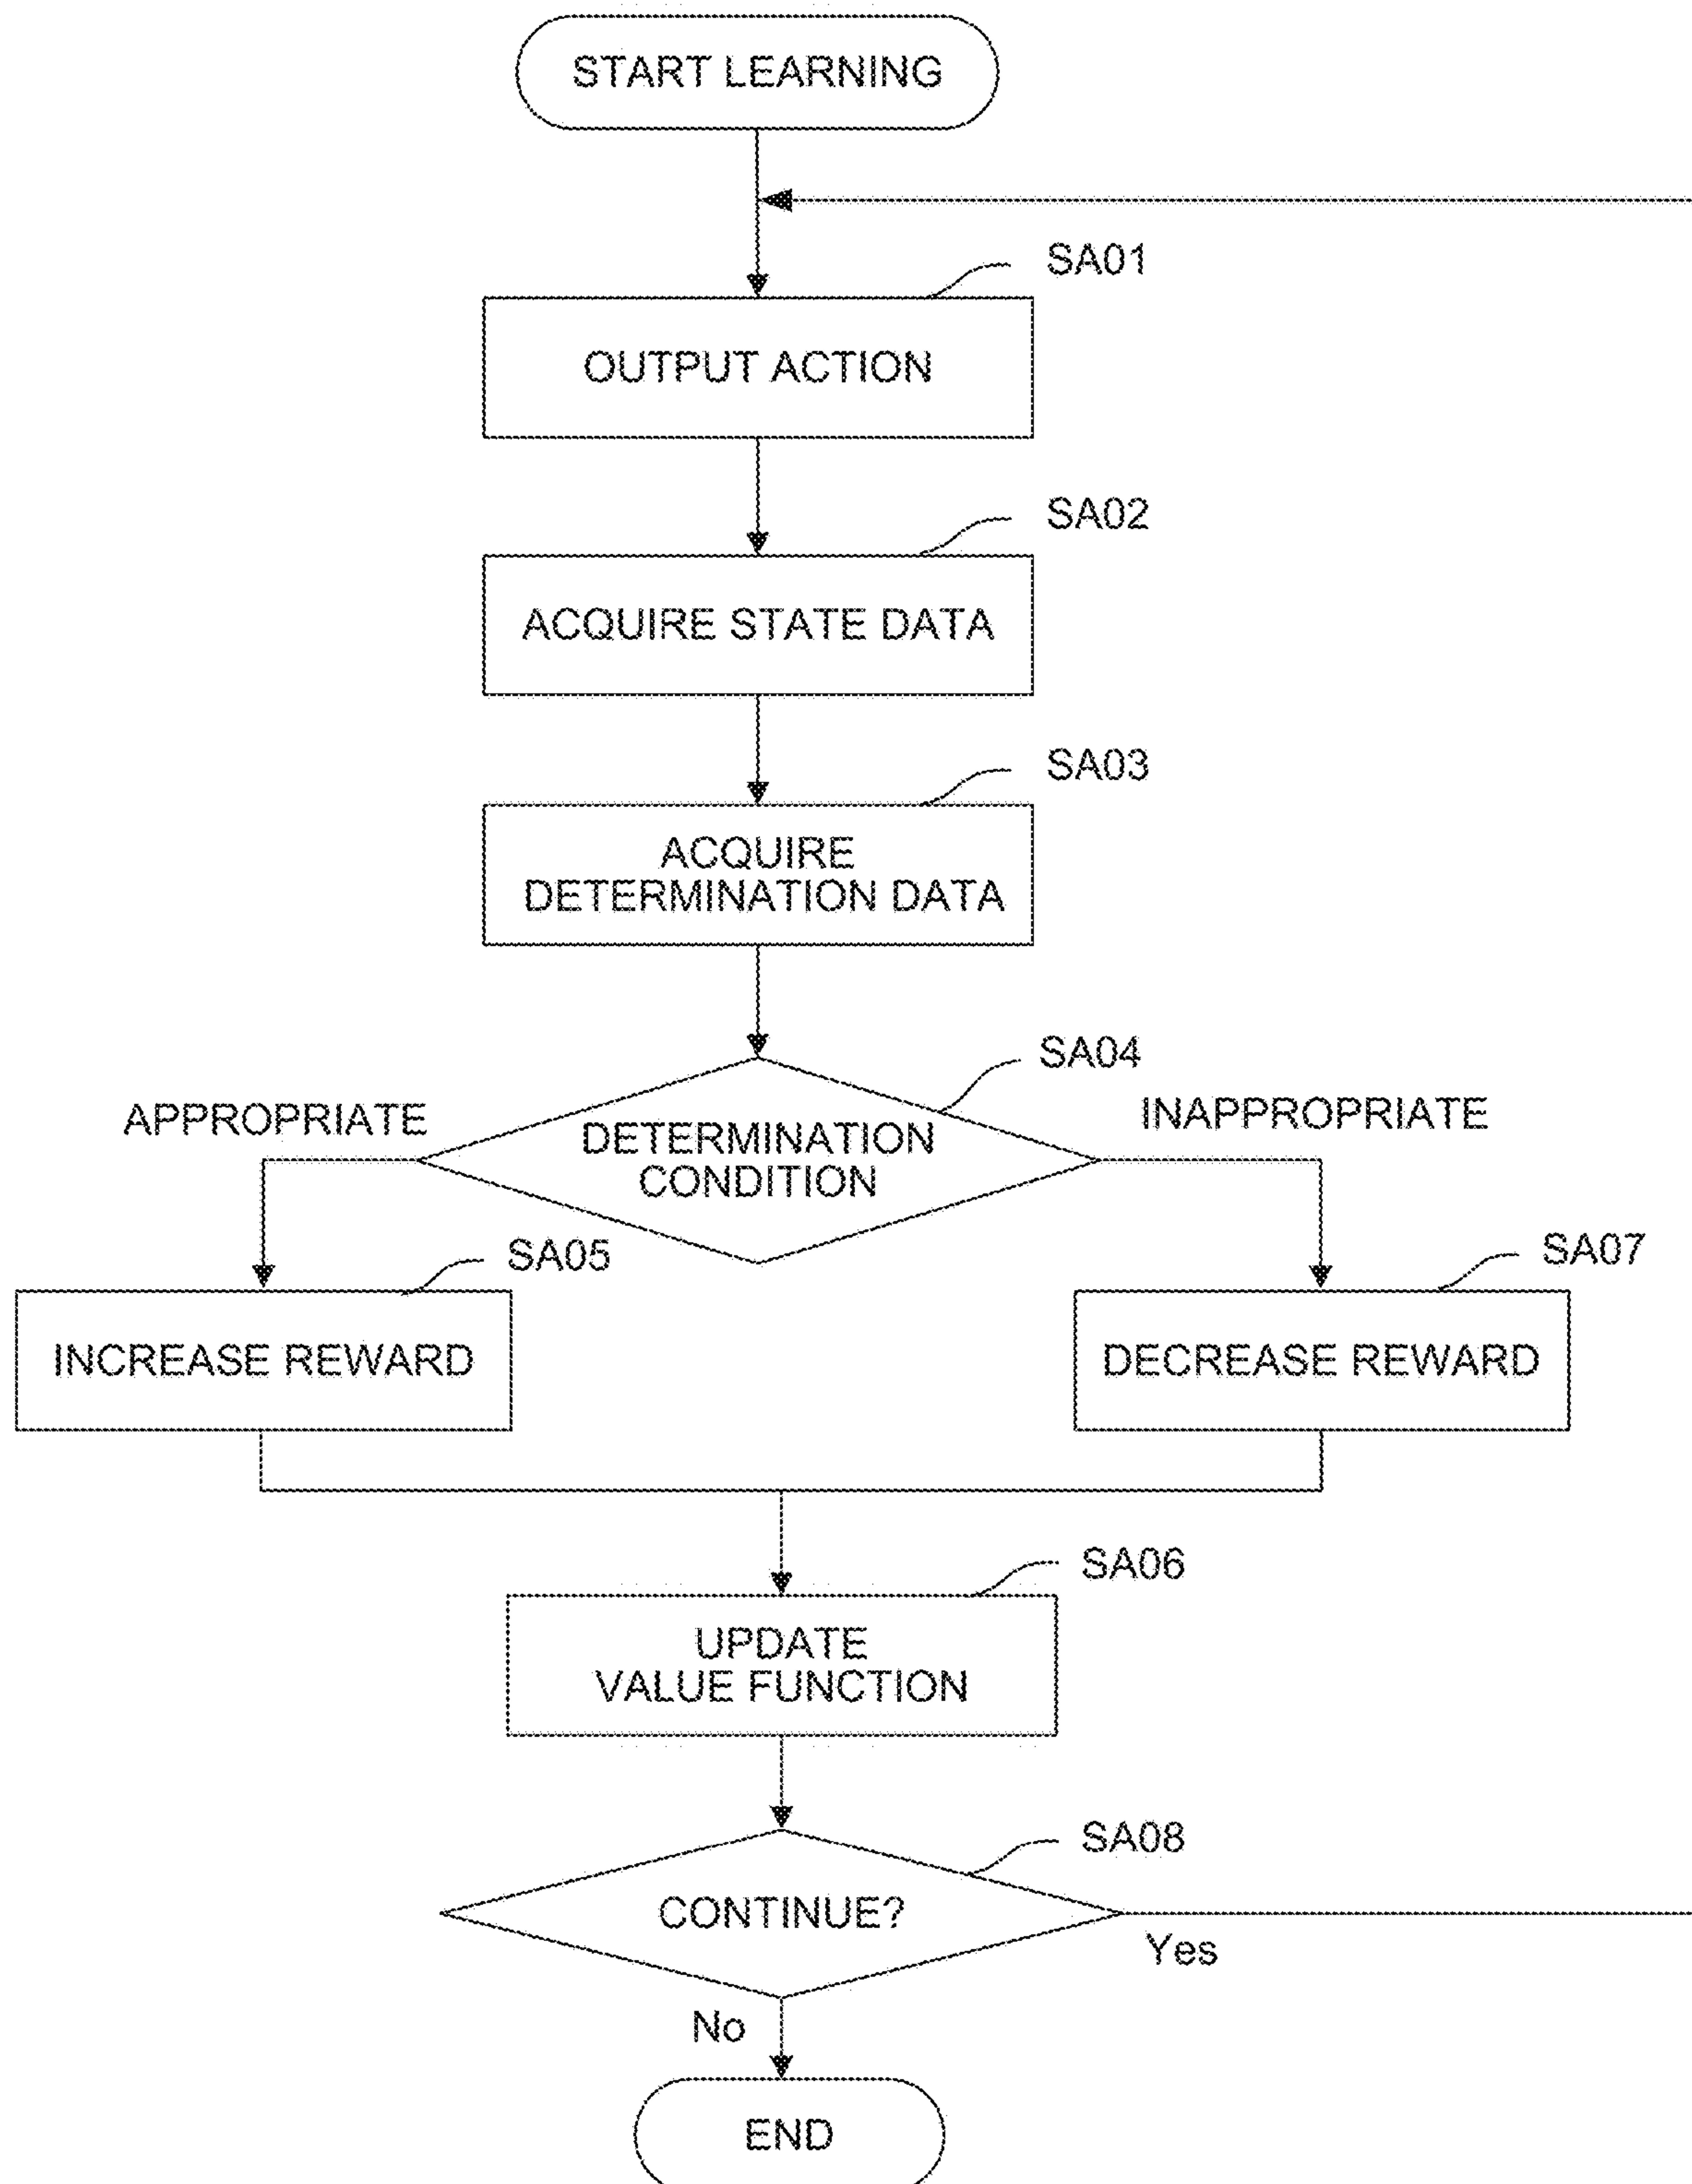 START LEARNING
SA01
OUTPUT ACTION
SA02
ACQUIRE STATE DATA
SA03
ACQUIRE
DETERMINATION DATA
SA04
APPROPRIATE
INAPPROPRIATE
DETERMINATION
CONDITION
SA05
SA07
INCREASE REWARD
DECREASE REWARD
SA06
UPDATE
VALUE FUNCTION
SA08
CONTINUE?
Yes
No
END